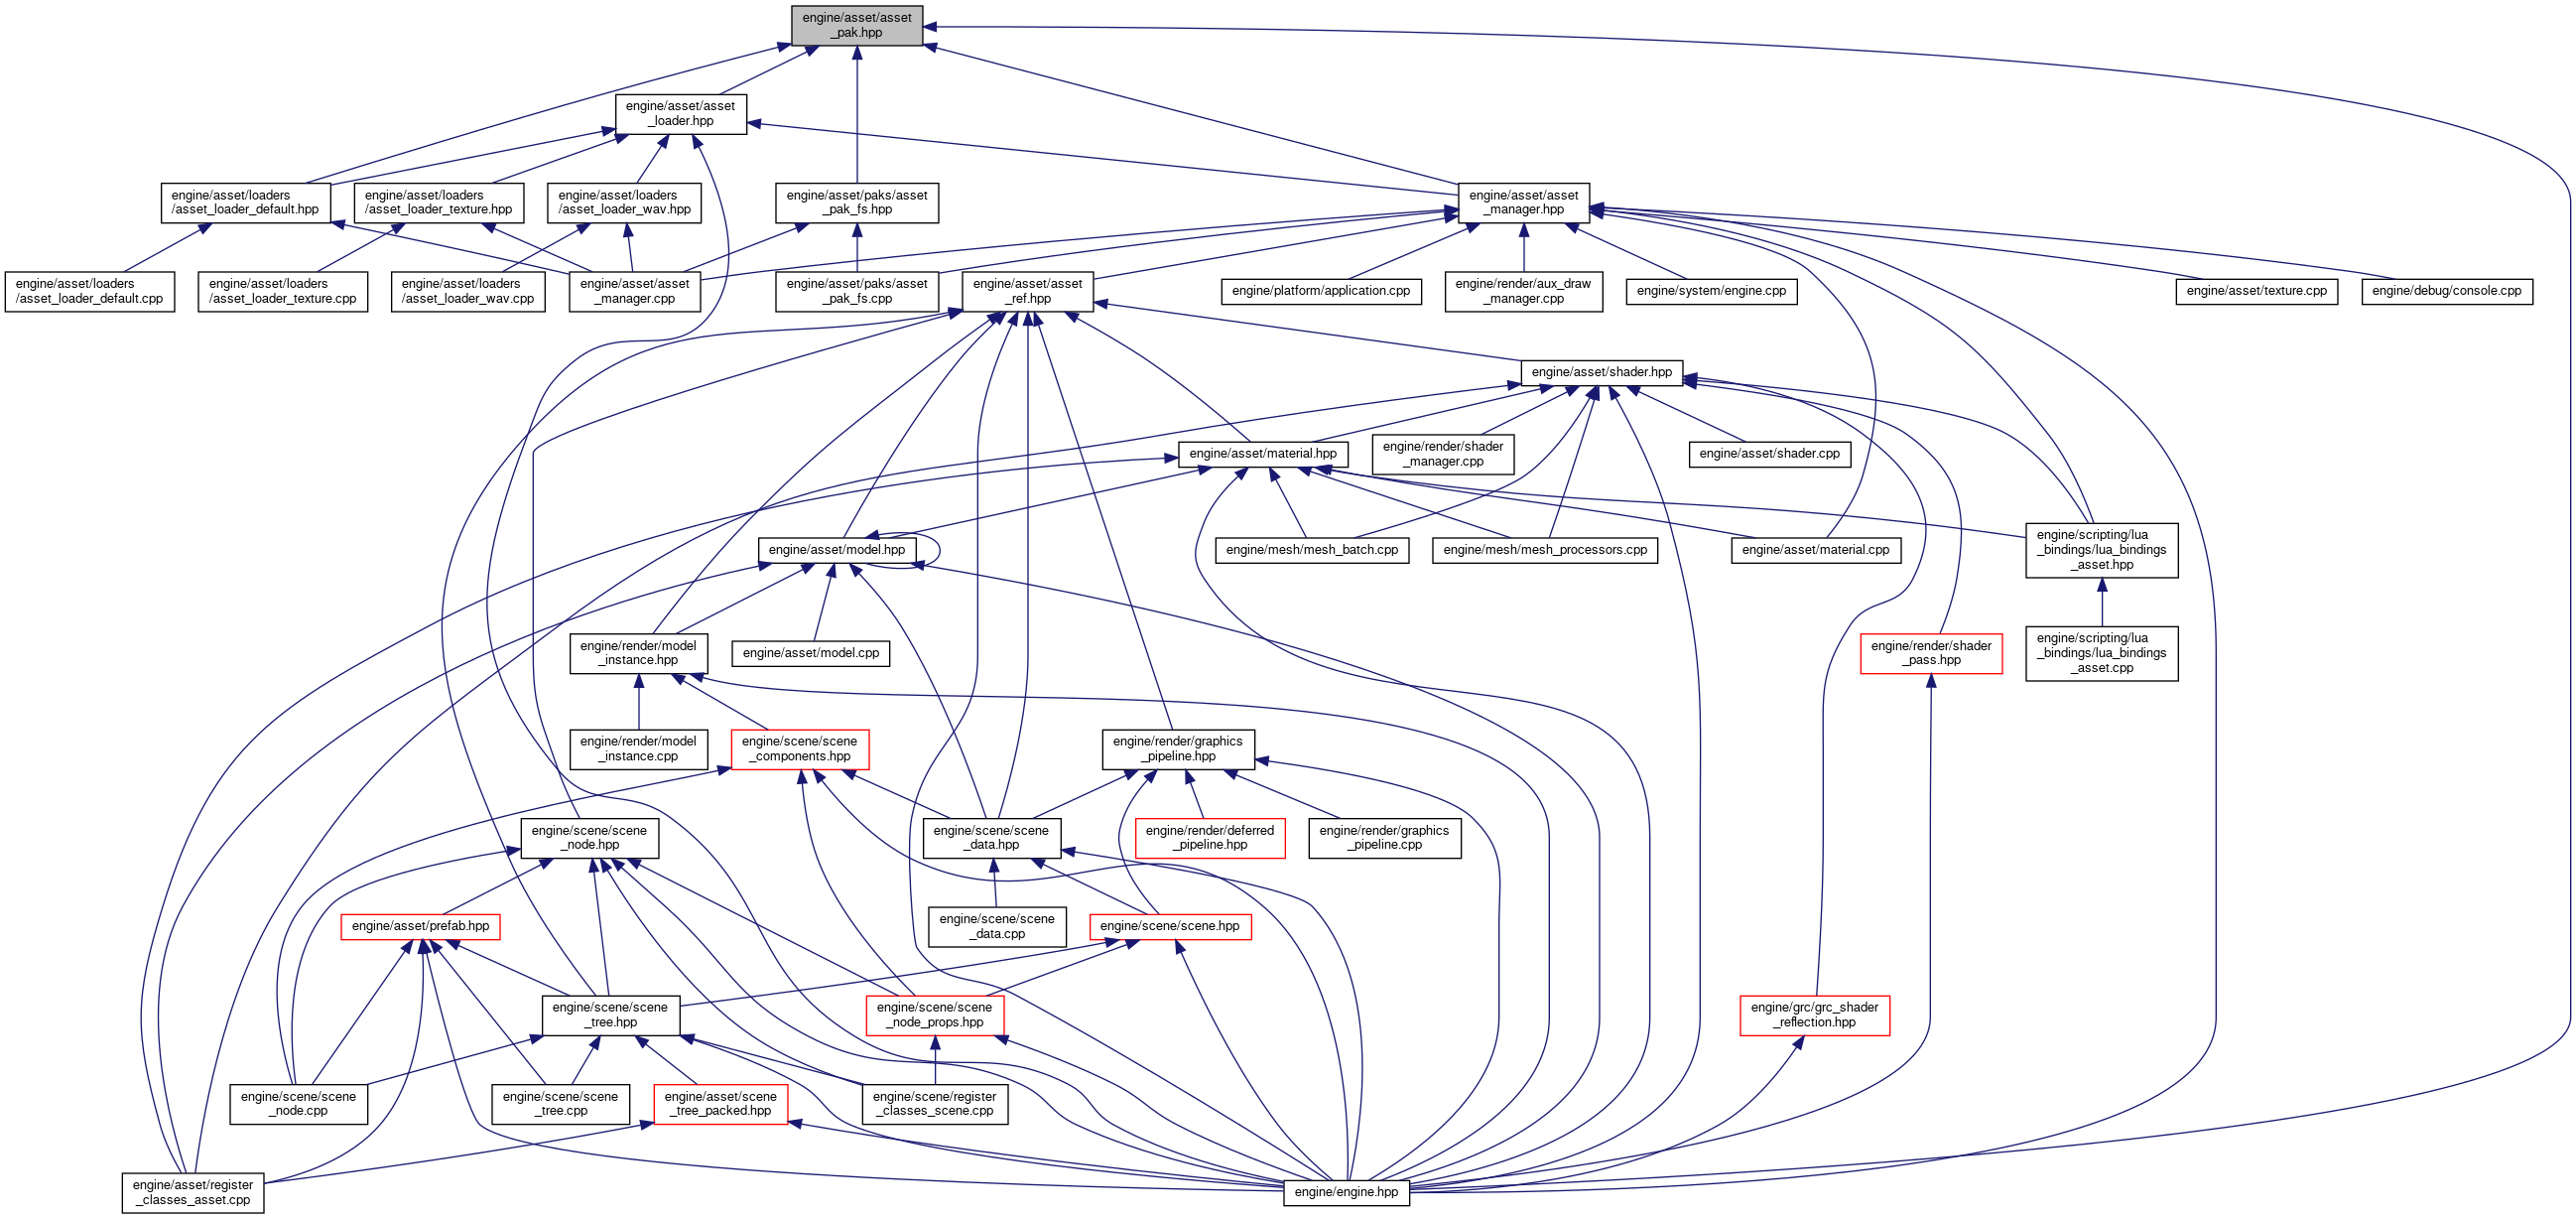 engine/asset/asset
_pak.hpp
engine/asset/asset
_loader.hpp
engine/asset/loaders
/asset_loader_default.hpp
engine/asset/loaders
/asset_loader_texture.hpp
engine/asset/loaders
/asset_loader_wav.hpp
engine/asset/paks/asset
_pak_fs.hpp
engine/asset/asset
_manager.hpp
engine/asset/loaders
/asset_loader_default.cpp
engine/asset/loaders
/asset_loader_texture.cpp
engine/asset/loaders
/asset_loader_wav.cpp
engine/asset/asset
_manager.cpp
engine/asset/paks/asset
_pak_fs.cpp
engine/asset/asset
_ref.hpp
engine/platform/application.cpp
engine/render/aux_draw
_manager.cpp
engine/system/engine.cpp
engine/asset/texture.cpp
engine/debug/console.cpp
engine/asset/shader.hpp
engine/asset/material.hpp
engine/render/shader
_manager.cpp
engine/asset/shader.cpp
engine/asset/model.hpp
engine/mesh/mesh_batch.cpp
engine/mesh/mesh_processors.cpp
engine/asset/material.cpp
engine/scripting/lua
_bindings/lua_bindings
_asset.hpp
engine/render/model
_instance.hpp
engine/asset/model.cpp
engine/render/shader
_pass.hpp
engine/scripting/lua
_bindings/lua_bindings
_asset.cpp
engine/render/model
_instance.cpp
engine/scene/scene
_components.hpp
engine/render/graphics
_pipeline.hpp
engine/scene/scene
_node.hpp
engine/scene/scene
_data.hpp
engine/render/deferred
_pipeline.hpp
engine/render/graphics
_pipeline.cpp
engine/asset/prefab.hpp
engine/scene/scene
_data.cpp
engine/scene/scene.hpp
engine/scene/scene
_tree.hpp
engine/scene/scene
_node_props.hpp
engine/grc/grc_shader
_reflection.hpp
engine/scene/scene
_node.cpp
engine/scene/scene
_tree.cpp
engine/asset/scene
_tree_packed.hpp
engine/scene/register
_classes_scene.cpp
engine/asset/register
_classes_asset.cpp
engine/engine.hpp